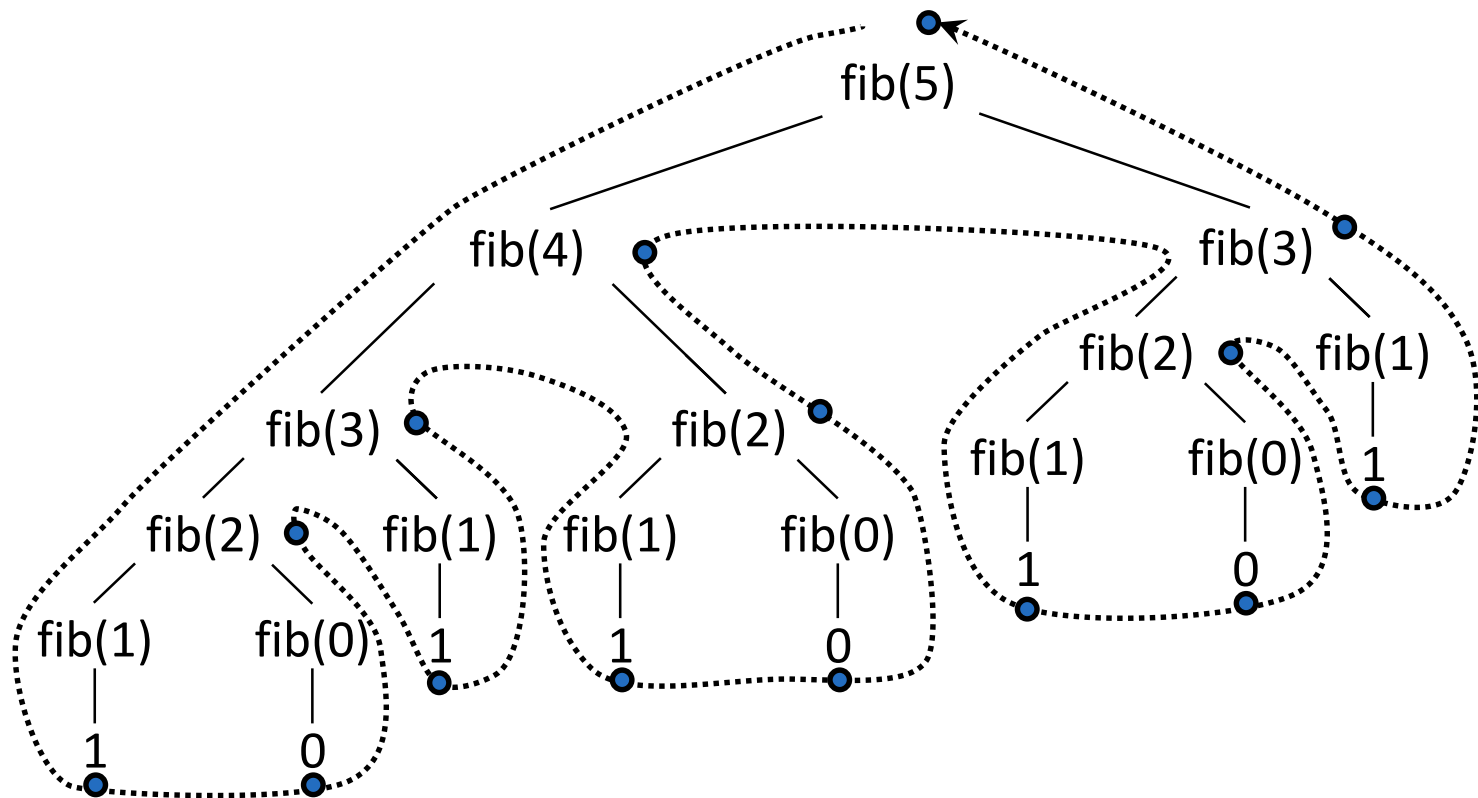 fib(5)
fib(4) fib(3)
fib(2) fib(1)
fib(3) fib(2)
fib(1) fib(0) 1
fib(2) fib(1) fib(1) fib(0)
1 0
fib(1) fib(0) 1 1 0
1 0